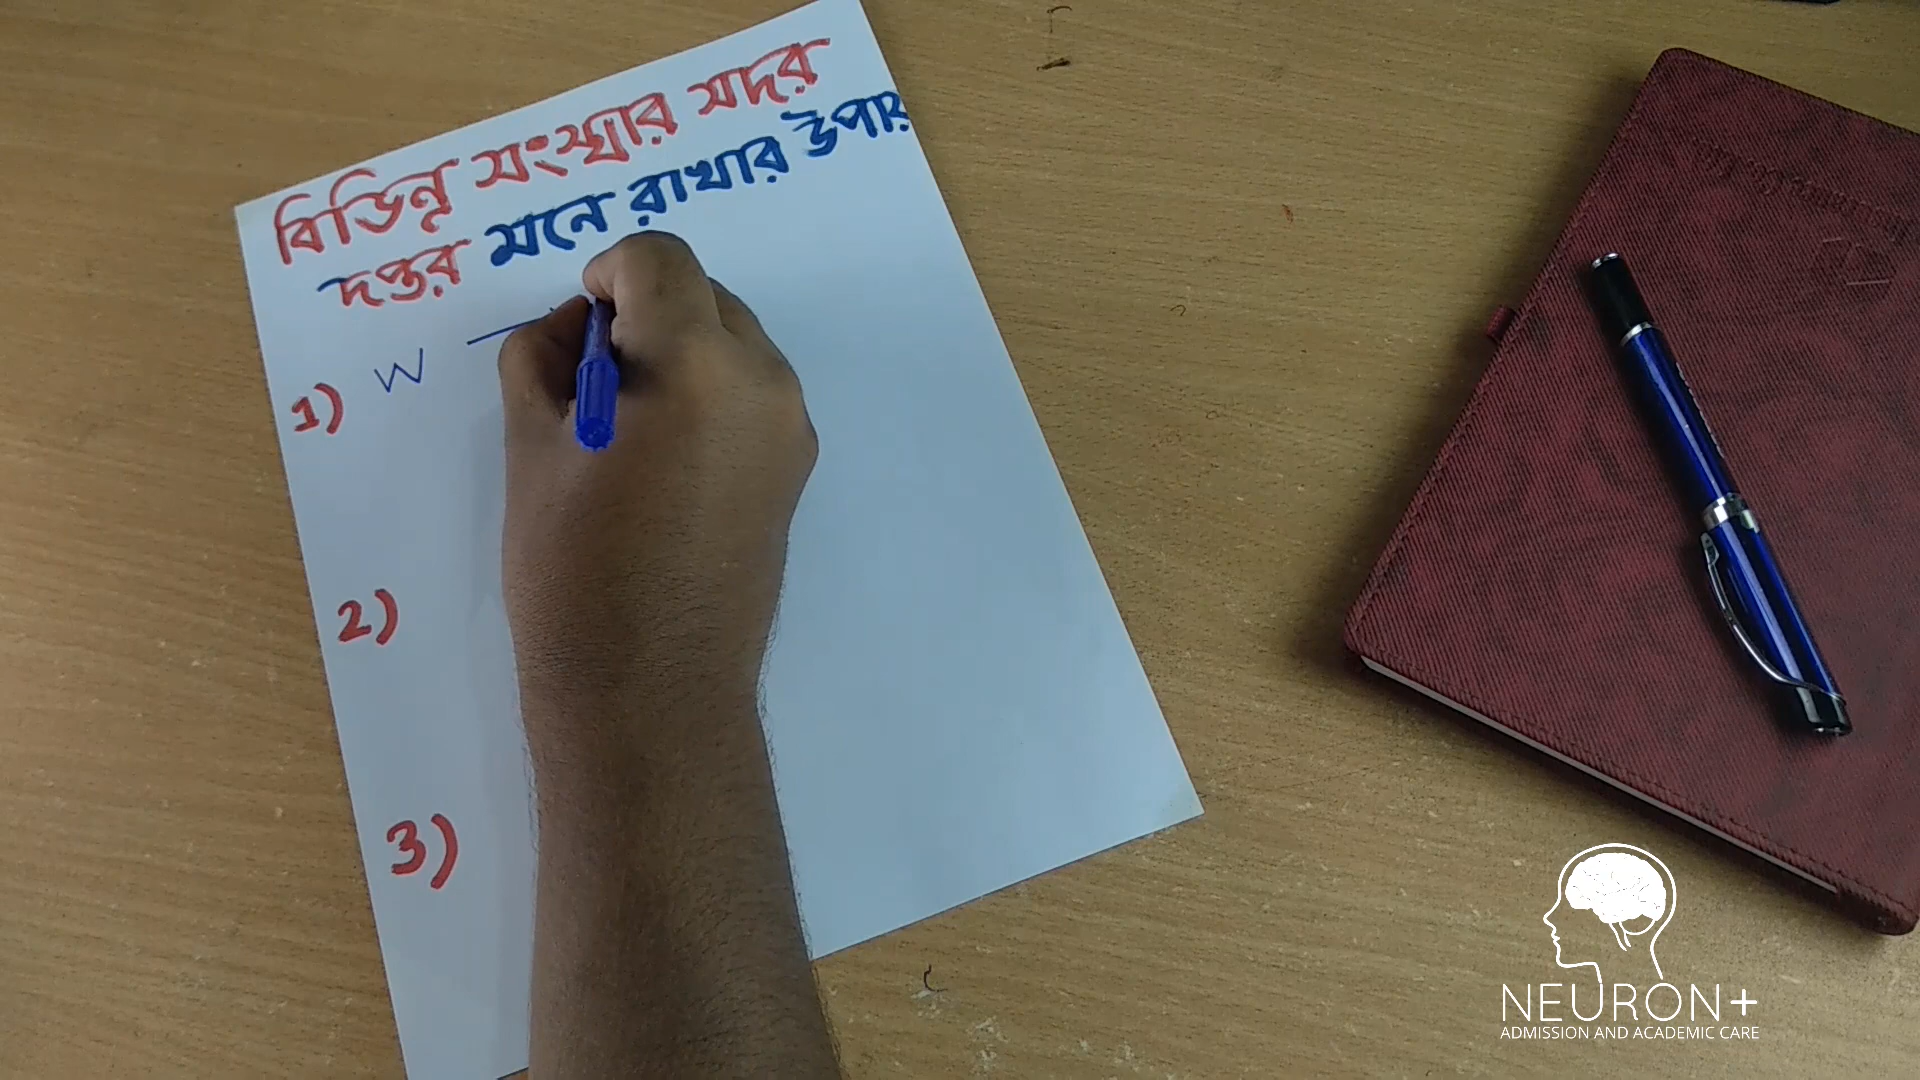 বিভিন্ন সংস্থার সদর
দপ্তর মনে রাখার উপায়
1) W —
2)
3)
NEURON+
ADMISSION AND ACADEMIC CARE